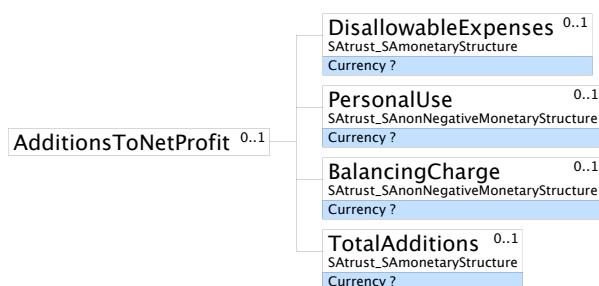 DisallowableExpenses 0..1
SAtrust_SAmonetaryStructure
Currency ?
PersonalUse 0..1
SAtrust_SAnonNegativeMonetaryStructure
Currency ?
AdditionsToNetProfit 0..1
BalancingCharge 0..1
SAtrust_SAnonNegativeMonetaryStructure
Currency ?
TotalAdditions 0..1
SAtrust_SAmonetaryStructure
Currency ?